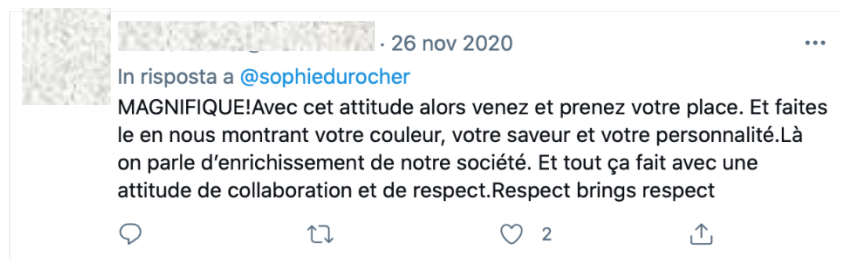 · 26 nov 2020
In risposta a @sophiedurocher
MAGNIFIQUE!Avec cet attitude alors venez et prenez votre place. Et faites
le en nous montrant votre couleur, votre saveur et votre personnalité.Là
on parle d’enrichissement de notre société. Et tout ça fait avec une
attitude de collaboration et de respect.Respect brings respect
2